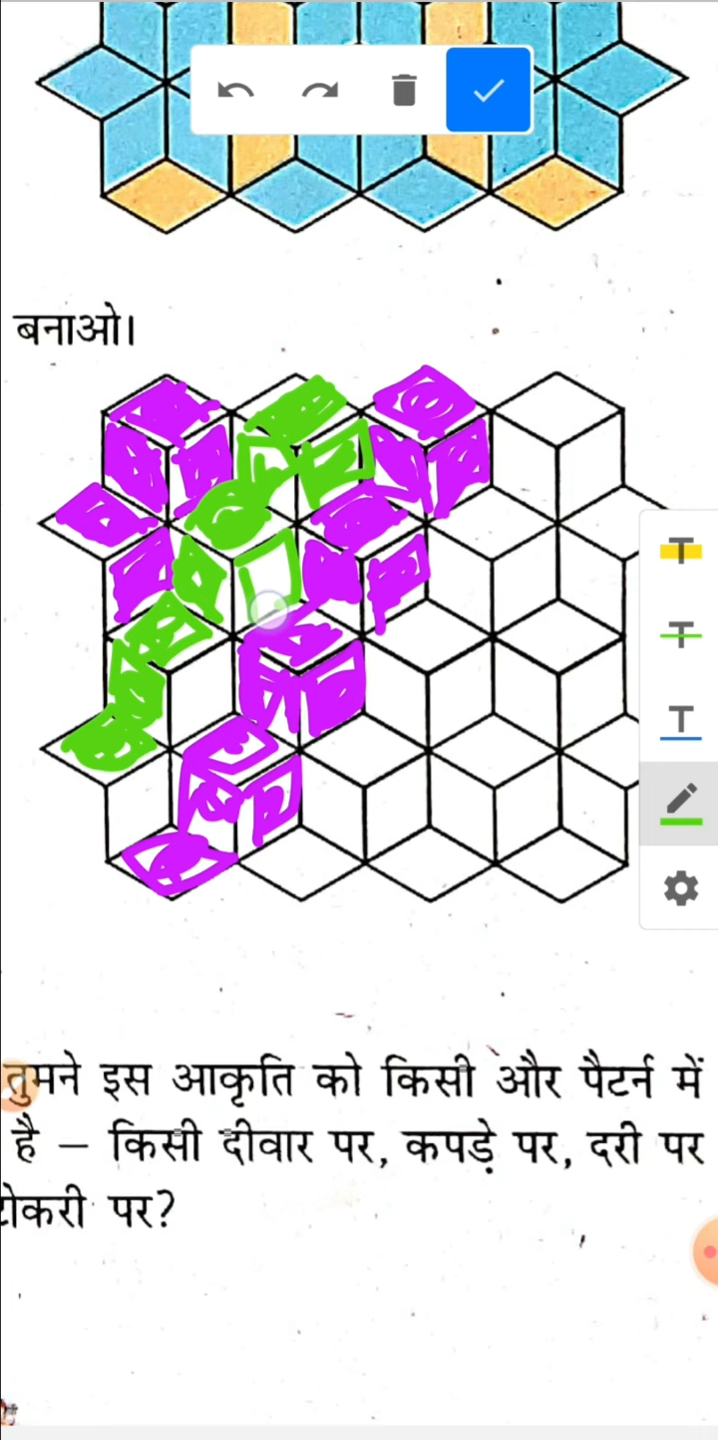 बनाओ।
T
T
T
तुमने इस आकृति को किसी और पैटर्न में
है – किसी दीवार पर, कपड़े पर, दरी पर
टोकरी पर?